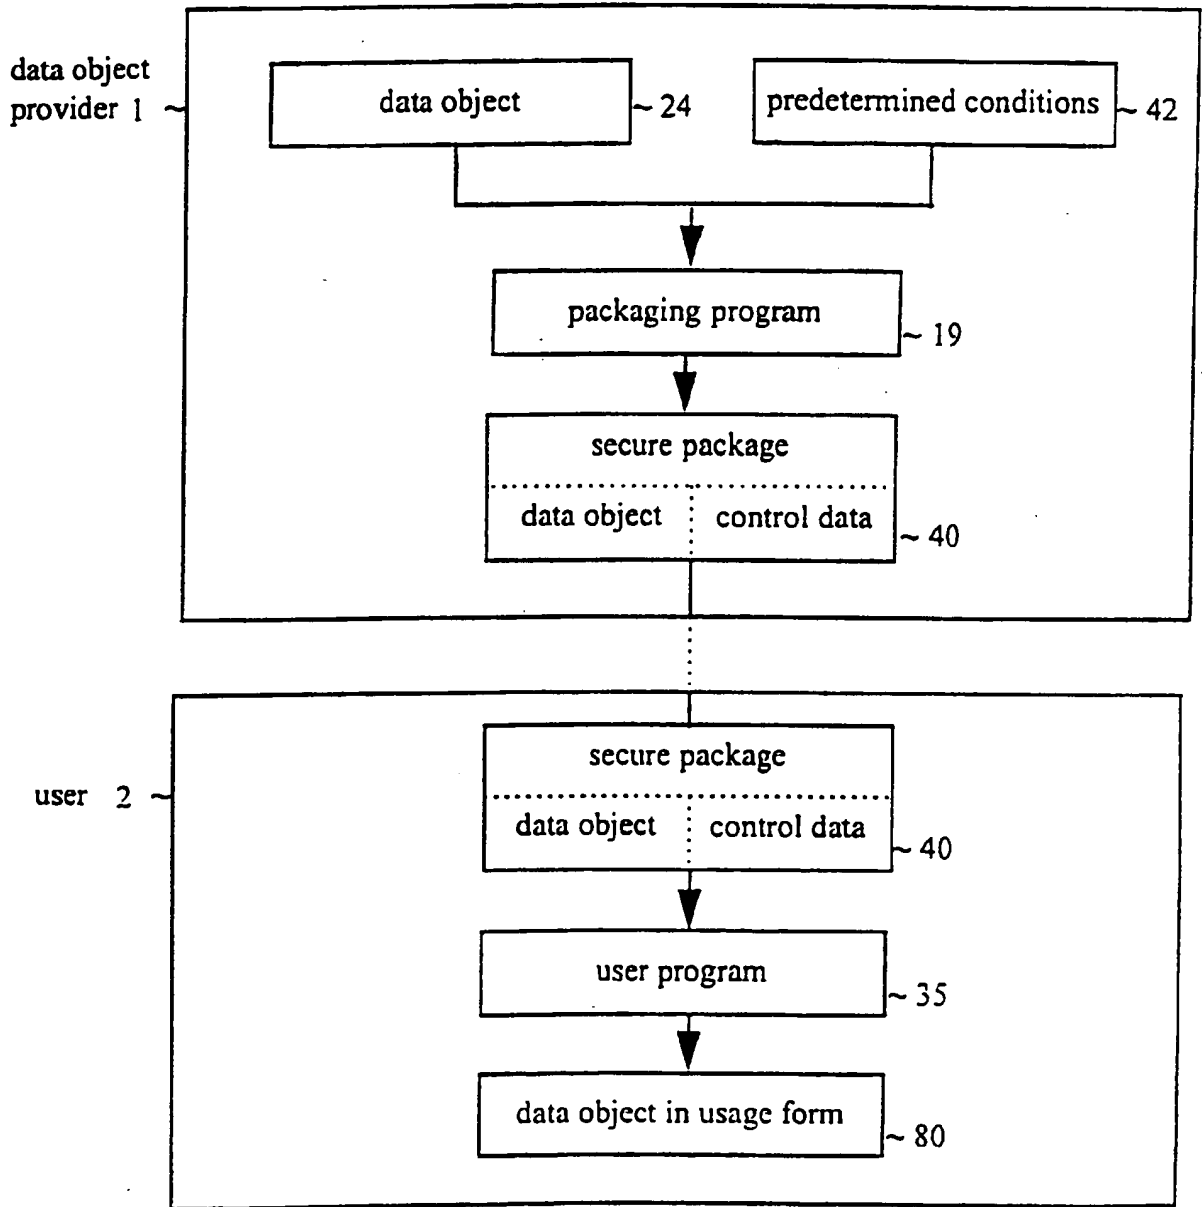 data object
provider 1 ~
data object ~ 24
predetermined conditions ~ 42
packaging program ~ 19
secure package
data object control data ~ 40
user 2 ~
secure package
data object control data ~ 40
user program ~ 35
data object in usage form ~ 80